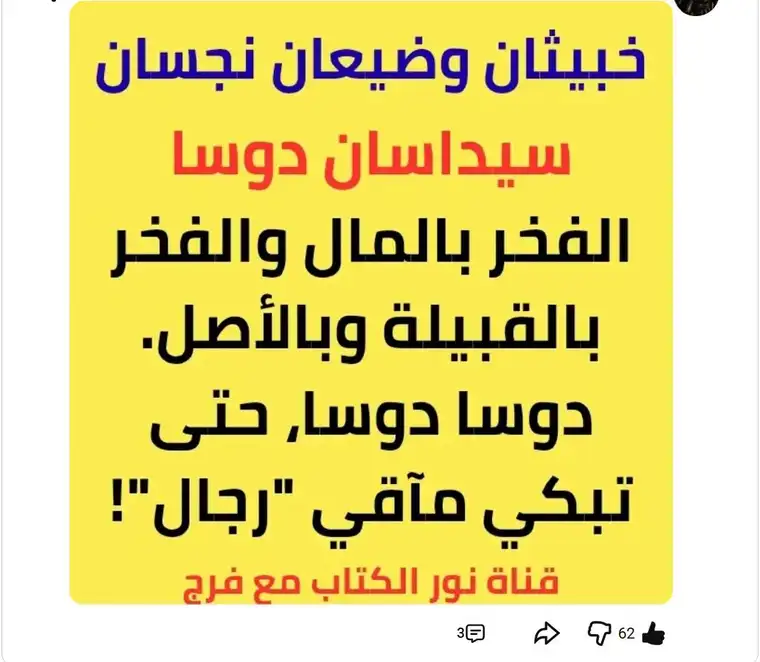 خبيثان وضيعان نجسان
سيداسان دوسا
الفخر بالمال والفخر
بالقبيلة وبالأصل.
دوسا دوسا, حتى
تبكي مآقي "رجال"!
قناة نور الكتاب مع فرج
3
62